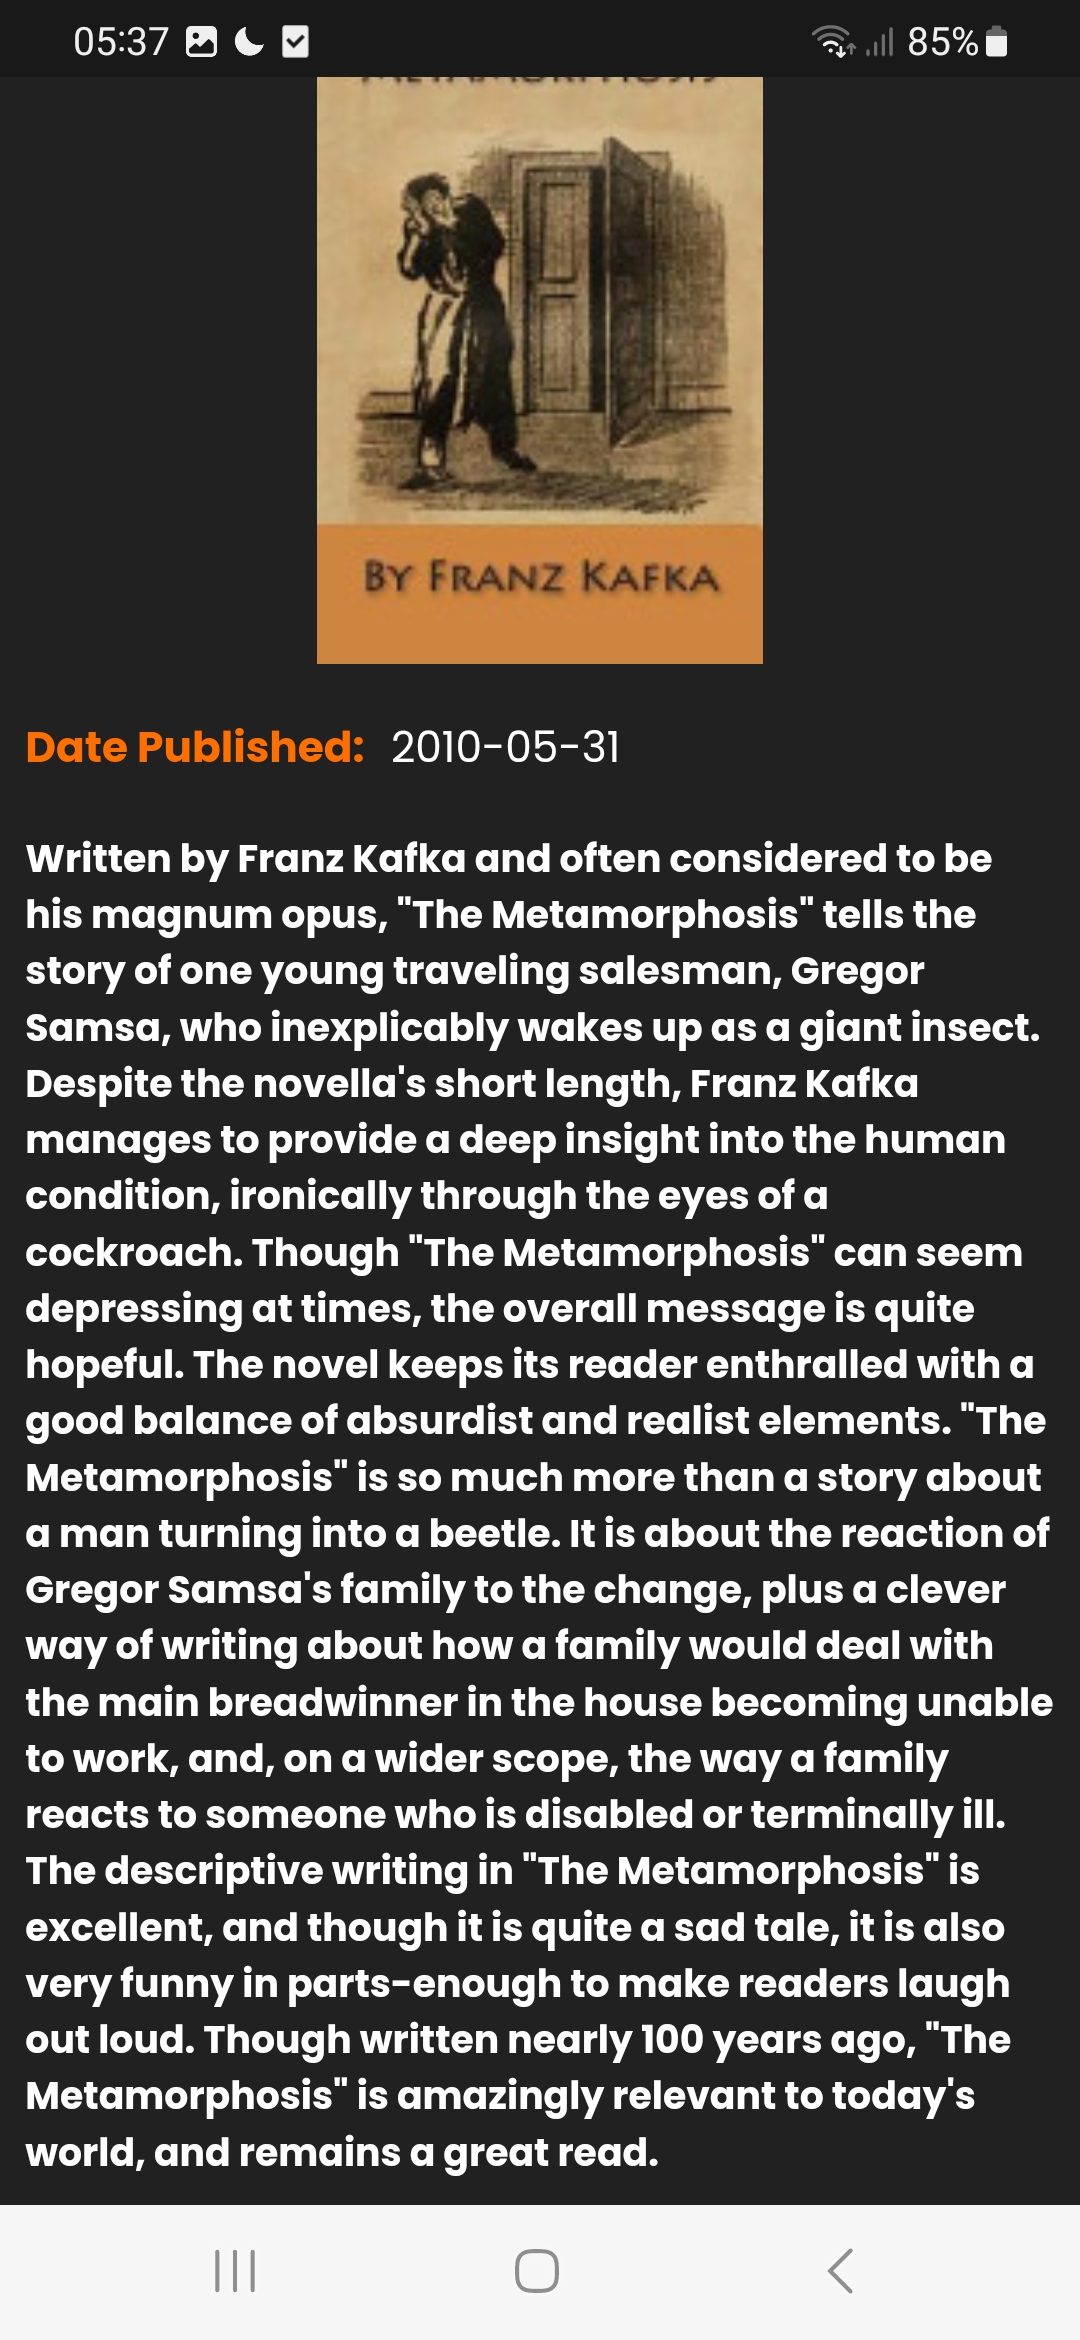 05:37
85%
METAMORPHOSIS
BY FRANZ KAFKA
Date Published: 2010-05-31
Written by Franz Kafka and often considered to be
his magnum opus, "The Metamorphosis" tells the
story of one young traveling salesman, Gregor
Samsa, who inexplicably wakes up as a giant insect.
Despite the novella's short length, Franz Kafka
manages to provide a deep insight into the human
condition, ironically through the eyes of a
cockroach. Though "The Metamorphosis" can seem
depressing at times, the overall message is quite
hopeful. The novel keeps its reader enthralled with a
good balance of absurdist and realist elements. "The
Metamorphosis" is so much more than a story about
a man turning into a beetle. It is about the reaction of
Gregor Samsa's family to the change, plus a clever
way of writing about how a family would deal with
the main breadwinner in the house becoming unable
to work, and, on a wider scope, the way a family
reacts to someone who is disabled or terminally ill.
The descriptive writing in "The Metamorphosis" is
excellent, and though it is quite a sad tale, it is also
very funny in parts-enough to make readers laugh
out loud. Though written nearly 100 years ago, "The
Metamorphosis" is amazingly relevant to today's
world, and remains a great read.